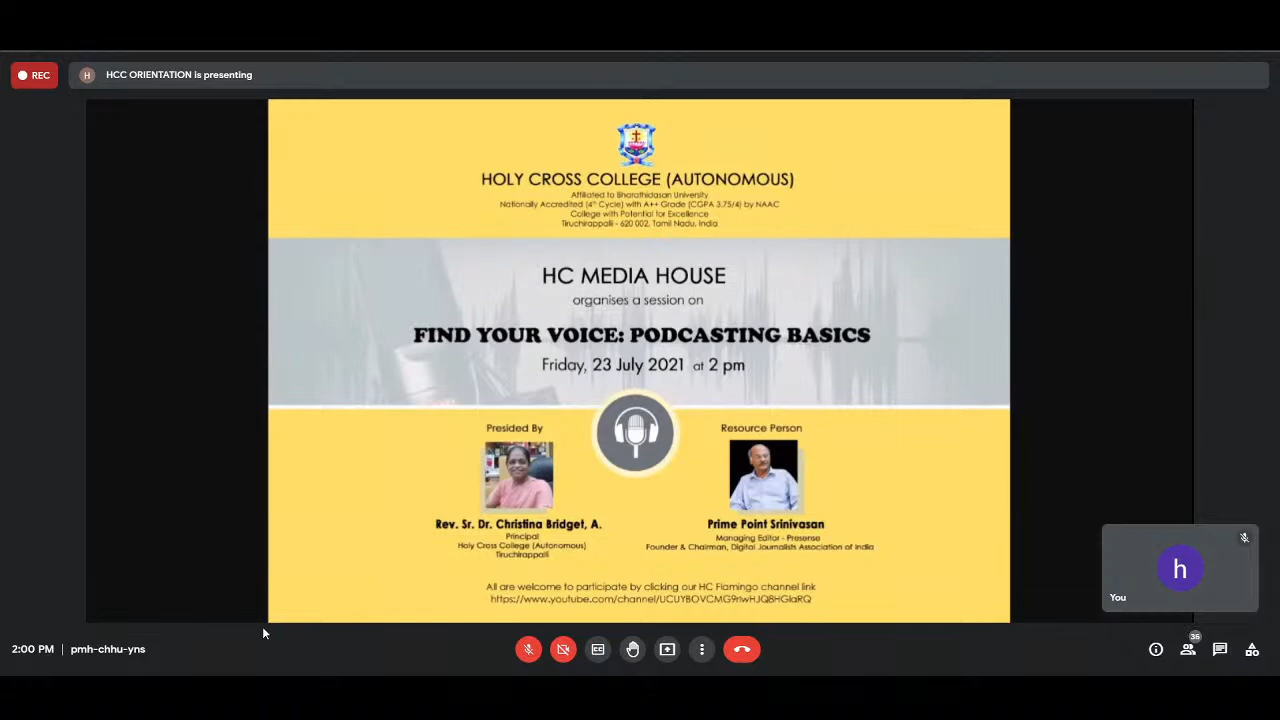 REC
H HCC ORIENTATION is presenting
HOLY CROSS COLLEGE (AUTONOMOUS)
Affiliated to Bharathidasan University
Nationally Accredited (4th Cycle) with A++ Grade (CGPA 3.75/4) by NAAC
College with Potential for Excellence
Tiruchirappalli - 620 002, Tamil Nadu, India
HC MEDIA HOUSE
organises a session on
FIND YOUR VOICE: PODCASTING BASICS
Friday, 23 July 2021 at 2 pm
Presided By
Rev. Sr. Dr. Christina Bridget, A.
Principal
Holy Cross College (Autonomous)
Tiruchirappalli
Resource Person
Prime Point Srinivasan
Managing Editor - Presense
Founder & Chairman, Digital Journalists Association of India
All are welcome to participate by clicking our HC Flamingo channel link
h
You
2:00 PM | pmh-chhu-yns
35